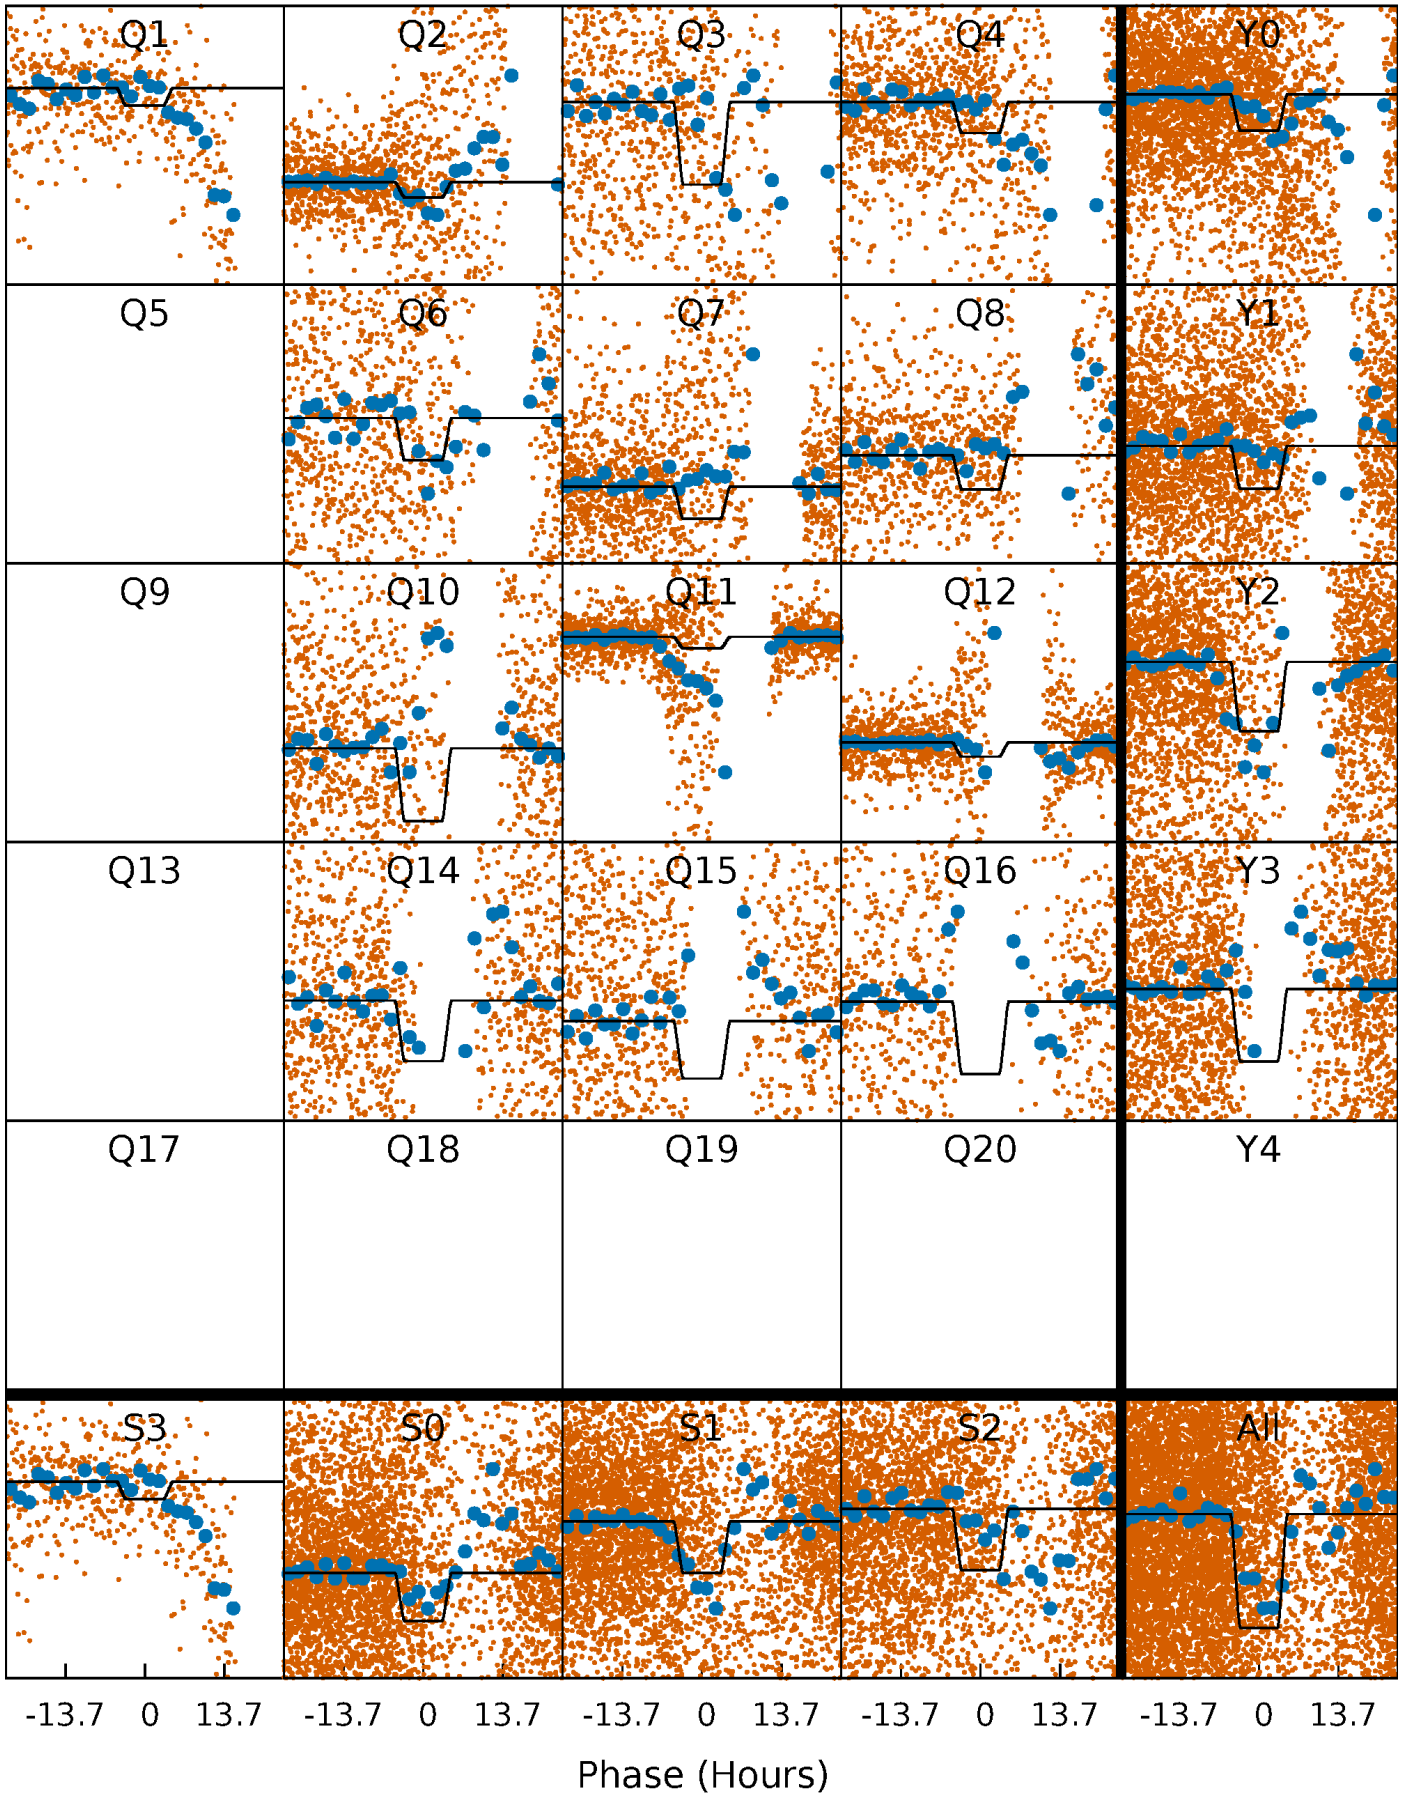 Q1 Q2 Q3 Q4 Y0
Q5 Q6 Q7 Q8 Y1
Q9 Q10 Q11 Q12 Y2
Q13 Q14 Q15 Q16 Y3
Q17 Q18 Q19 Q20 Y4
S3 S0 S1 S2 All
-13.7 0 13.7 -13.7 0 13.7 -13.7 0 13.7 -13.7 0 13.7 -13.7 0 13.7
Phase (Hours)